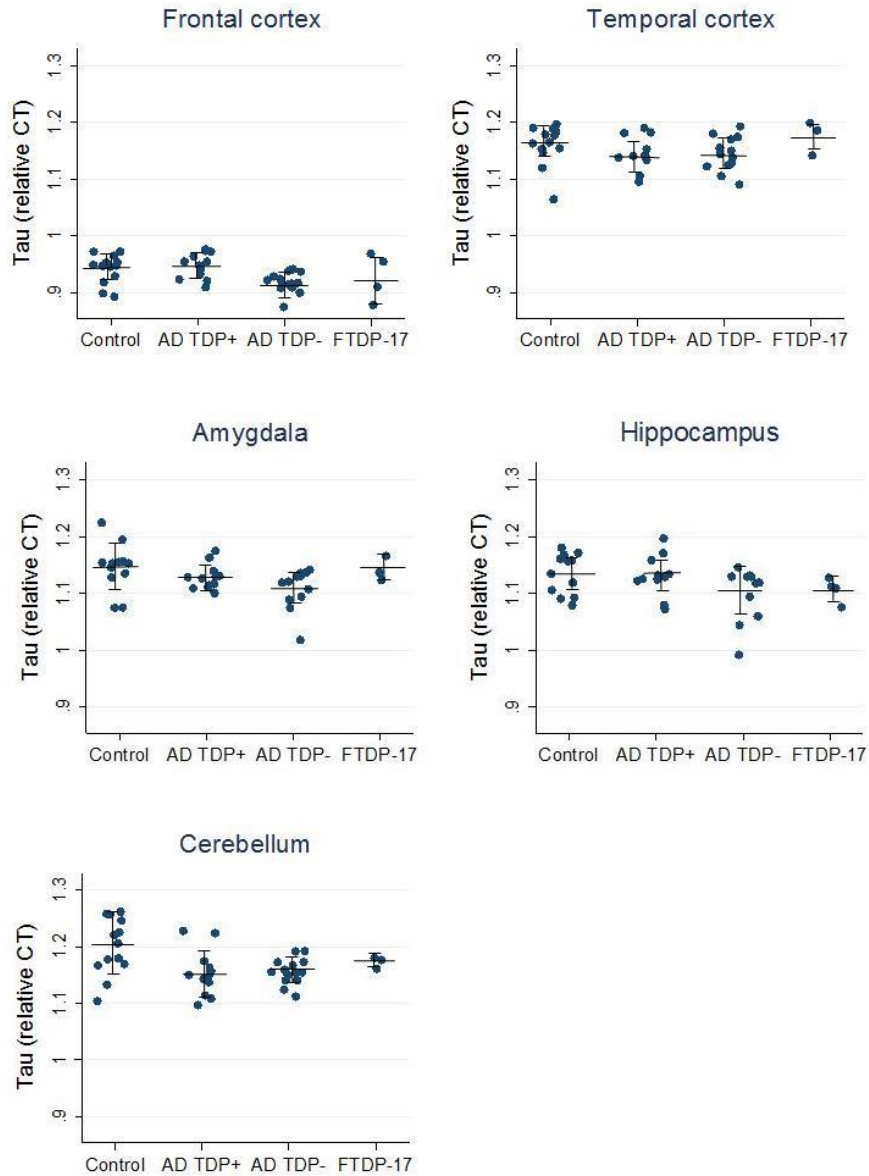 Frontal cortex
Tau (relative CT)
1.3
1.2
1.1
1
.9
Control AD TDP+ AD TDP- FTDP-17
Temporal cortex
Tau (relative CT)
1.3
1.2
1.1
1
.9
Control AD TDP+ AD TDP- FTDP-17
Amygdala
Tau (relative CT)
1.3
1.2
1.1
1
.9
Control AD TDP+ AD TDP- FTDP-17
Hippocampus
Tau (relative CT)
1.3
1.2
1.1
1
.9
Control AD TDP+ AD TDP- FTDP-17
Cerebellum
Tau (relative CT)
1.3
1.2
1.1
1
.9
Control AD TDP+ AD TDP- FTDP-17